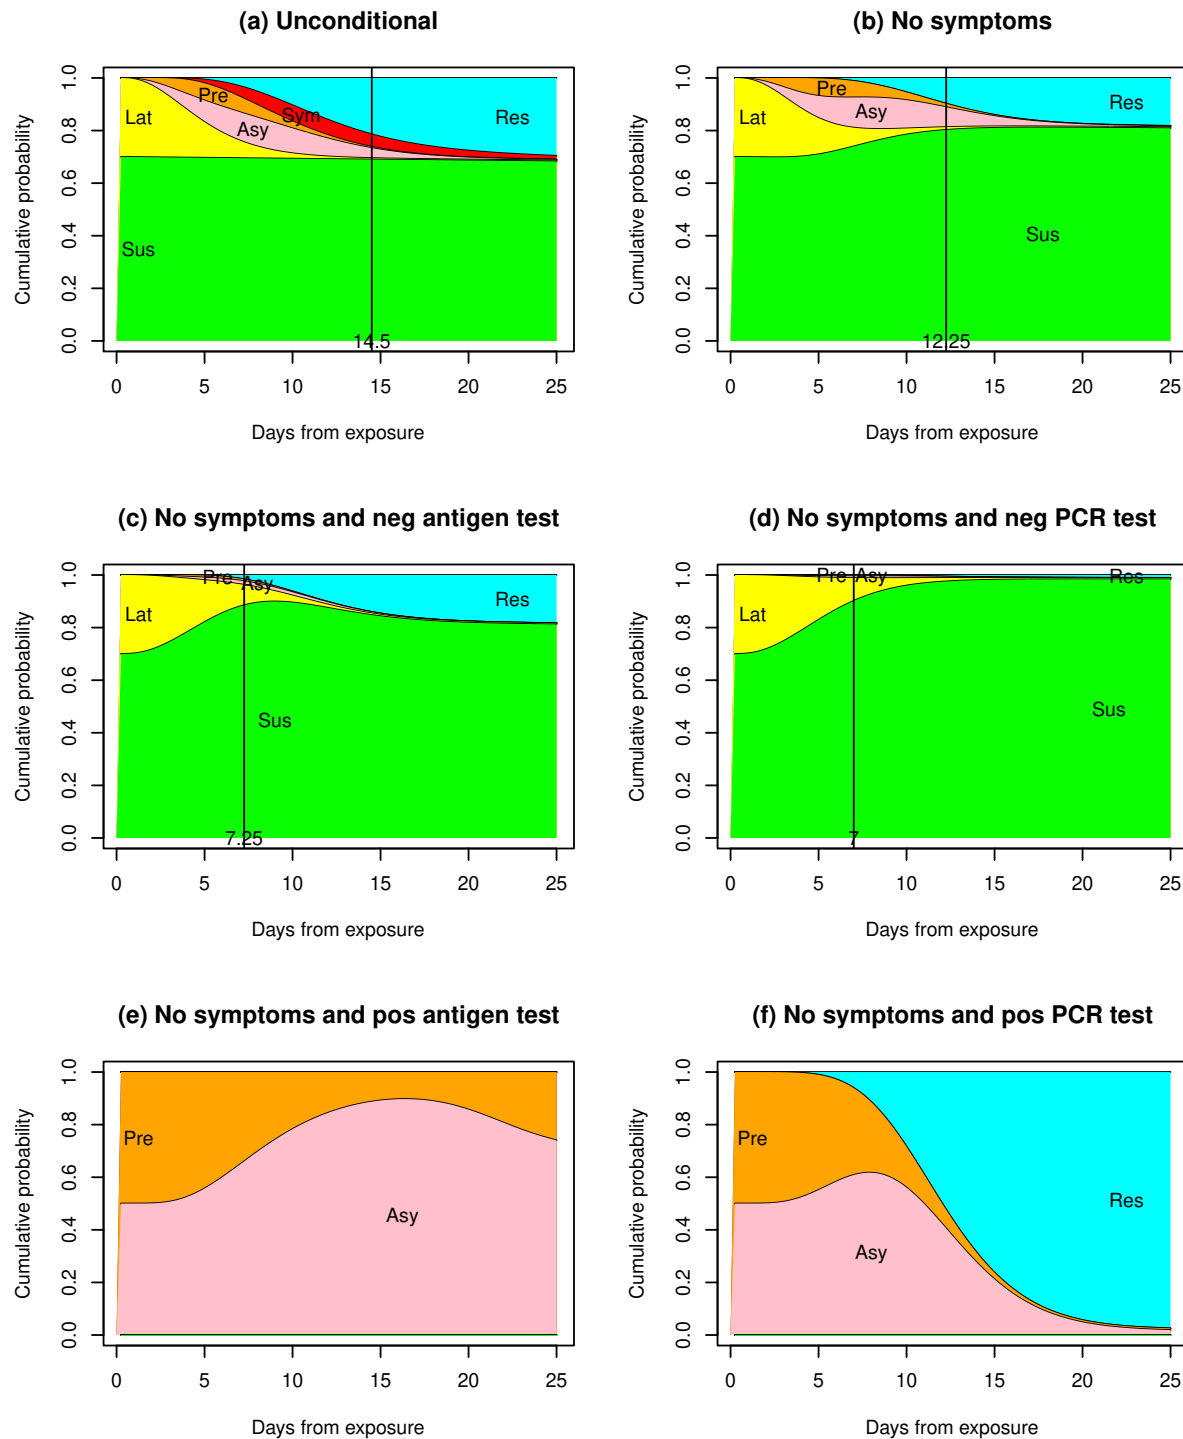 (a) Unconditional
Cumulative probability
0.0 0.2 0.4 0.6 0.8 1.0
Lat
Pre
Asy
Sym
Res
Sus
14.5
0 5 10 15 20 25
Days from exposure
(b) No symptoms
Cumulative probability
0.0 0.2 0.4 0.6 0.8 1.0
Lat
Pre
Asy
Res
Sus
12.25
0 5 10 15 20 25
Days from exposure
(c) No symptoms and neg antigen test
Cumulative probability
0.0 0.2 0.4 0.6 0.8 1.0
Lat
Pre
Asy
Res
Sus
7.25
0 5 10 15 20 25
Days from exposure
(d) No symptoms and neg PCR test
Cumulative probability
0.0 0.2 0.4 0.6 0.8 1.0
Lat
Pre
Asy
Res
Sus
7
0 5 10 15 20 25
Days from exposure
(e) No symptoms and pos antigen test
Cumulative probability
0.0 0.2 0.4 0.6 0.8 1.0
Pre
Asy
0 5 10 15 20 25
Days from exposure
(f) No symptoms and pos PCR test
Cumulative probability
0.0 0.2 0.4 0.6 0.8 1.0
Pre
Asy
Res
0 5 10 15 20 25
Days from exposure